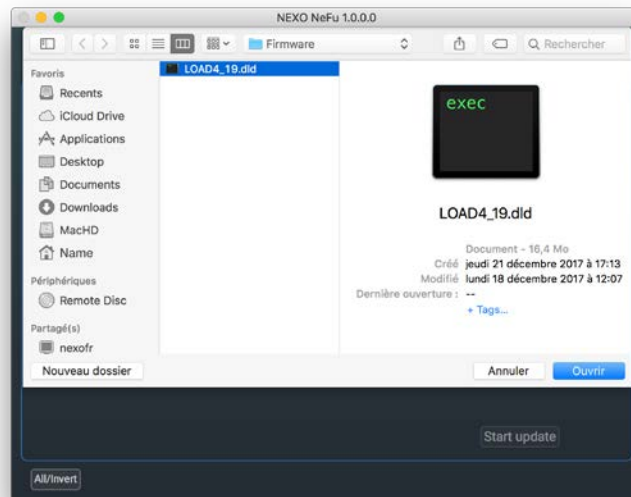 NEXO NeFu 1.0.0.0
Firmware
Rechercher
Favoris
Recents
iCloud Drive
Applications
Desktop
Documents
Downloads
MacHD
Name
Périphériques
Remote Disc
Partagé(s)
nexofr
LOAD4_19.dld
exec
LOAD4_19.dld
Document - 16,4 Mo
Créé jeudi 21 décembre 2017 à 17:13
Modifié lundi 18 décembre 2017 à 12:07
Dernière ouverture : --
+ Tags...
Nouveau dossier
Annuler
Ouvrir
Start update
All/Invert